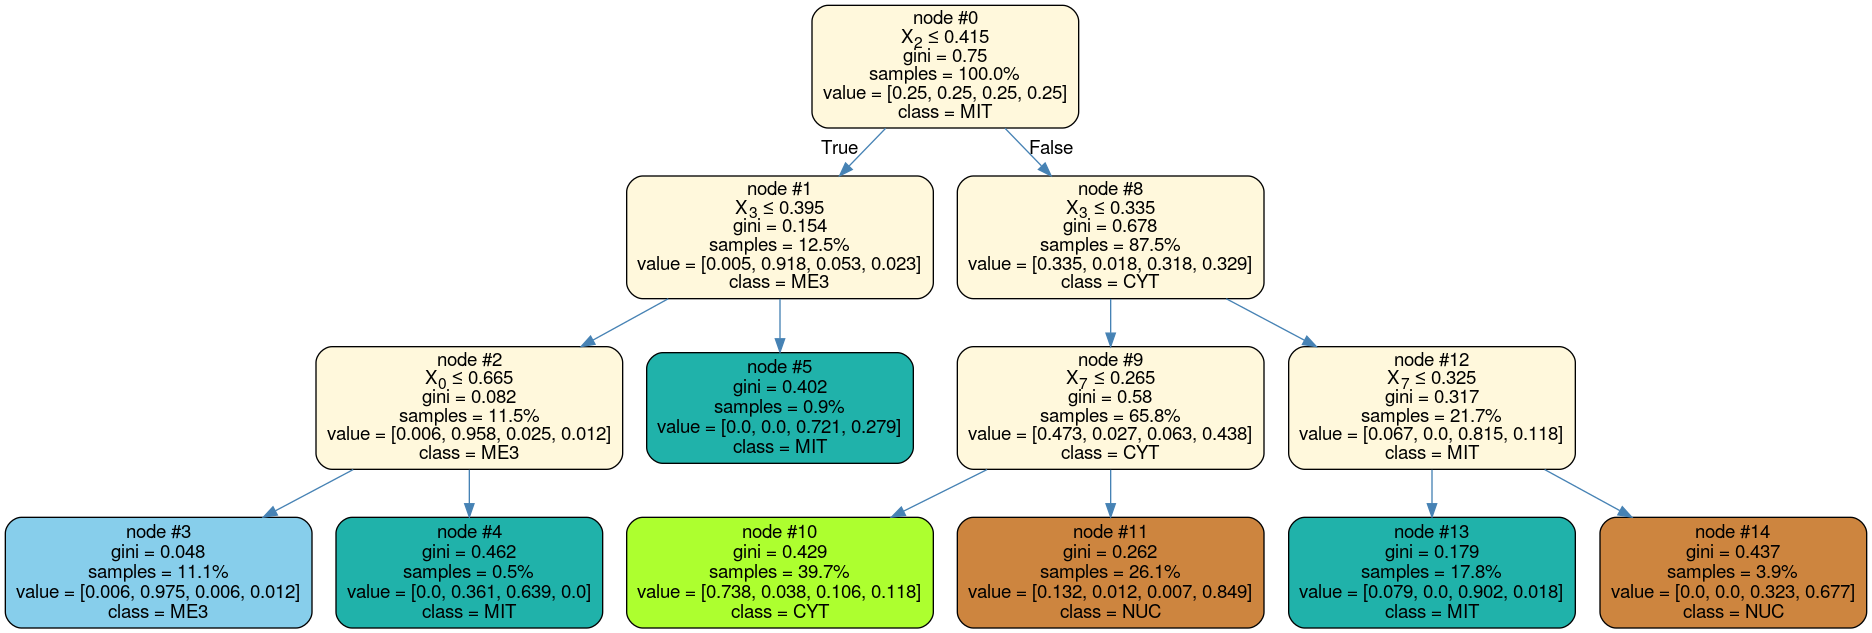 node #0
X2 ≤ 0.415
gini = 0.75
samples = 100.0%
value = [0.25, 0.25, 0.25, 0.25]
class = MIT
True
False
node #1
X3 ≤ 0.395
gini = 0.154
samples = 12.5%
value = [0.005, 0.918, 0.053, 0.023]
class = ME3
node #8
X3 ≤ 0.335
gini = 0.678
samples = 87.5%
value = [0.335, 0.018, 0.318, 0.329]
class = CYT
node #2
X0 ≤ 0.665
gini = 0.082
samples = 11.5%
value = [0.006, 0.958, 0.025, 0.012]
class = ME3
node #5
gini = 0.402
samples = 0.9%
value = [0.0, 0.0, 0.721, 0.279]
class = MIT
node #9
X7 ≤ 0.265
gini = 0.58
samples = 65.8%
value = [0.473, 0.027, 0.063, 0.438]
class = CYT
node #12
X7 ≤ 0.325
gini = 0.317
samples = 21.7%
value = [0.067, 0.0, 0.815, 0.118]
class = MIT
node #3
gini = 0.048
samples = 11.1%
value = [0.006, 0.975, 0.006, 0.012]
class = ME3
node #4
gini = 0.462
samples = 0.5%
value = [0.0, 0.361, 0.639, 0.0]
class = MIT
node #10
gini = 0.429
samples = 39.7%
value = [0.738, 0.038, 0.106, 0.118]
class = CYT
node #11
gini = 0.262
samples = 26.1%
value = [0.132, 0.012, 0.007, 0.849]
class = NUC
node #13
gini = 0.179
samples = 17.8%
value = [0.079, 0.0, 0.902, 0.018]
class = MIT
node #14
gini = 0.437
samples = 3.9%
value = [0.0, 0.0, 0.323, 0.677]
class = NUC